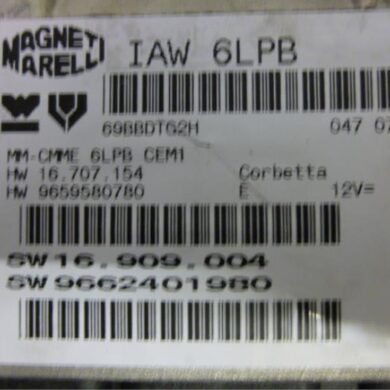 MAGNETI MARELLI IAW 6LPB
69BBDTG2H 047 07
MM-CMME 6LPB CEM1
HW 16.707.154 Corbetta
HW 9659580780 E 12V=
SW 16.909.004
SW 9662401980